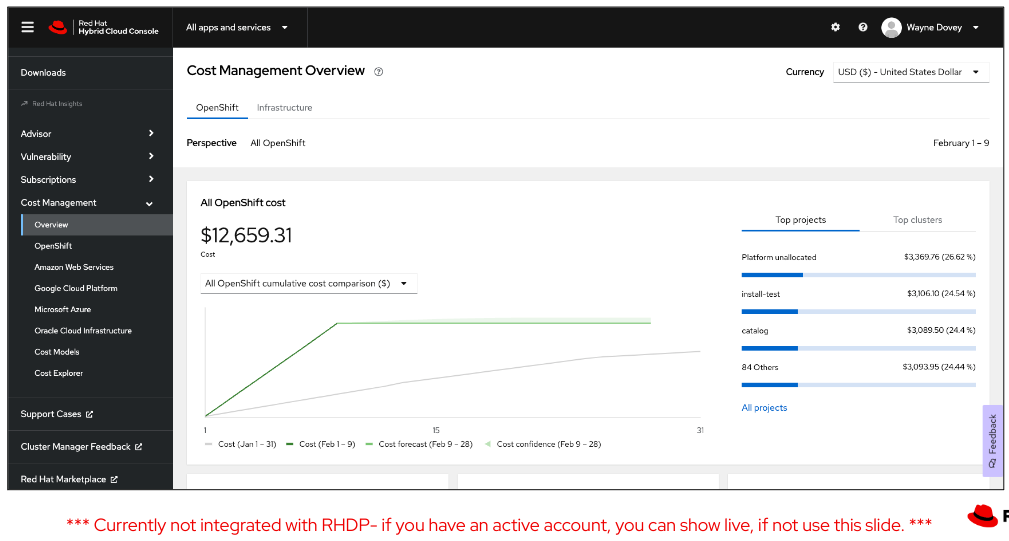 Red Hat
Hybrid Cloud Console
All apps and services
Wayne Dovey
Downloads
Red Hat Insights
Advisor
Vulnerability
Subscriptions
Cost Management
Overview
OpenShift
Amazon Web Services
Google Cloud Platform
Microsoft Azure
Oracle Cloud Infrastructure
Cost Models
Cost Explorer
Support Cases
Cluster Manager Feedback
Red Hat Marketplace
Cost Management Overview
Currency USD ($) - United States Dollar
OpenShift Infrastructure
Perspective All OpenShift February 1 – 9
All OpenShift cost
$12,659.31
Cost
All OpenShift cumulative cost comparison ($)
1 15 31
Cost (Jan 1 – 31) Cost (Feb 1 – 9) Cost forecast (Feb 9 – 28) Cost confidence (Feb 9 – 28)
Top projects Top clusters
Platform unallocated $3,369.76 (26.62 %)
install-test $3,106.10 (24.54 %)
catalog $3,089.50 (24.4 %)
84 Others $3,093.95 (24.44 %)
All projects
Feedback
*** Currently not integrated with RHDP- if you have an active account, you can show live, if not use this slide. ***